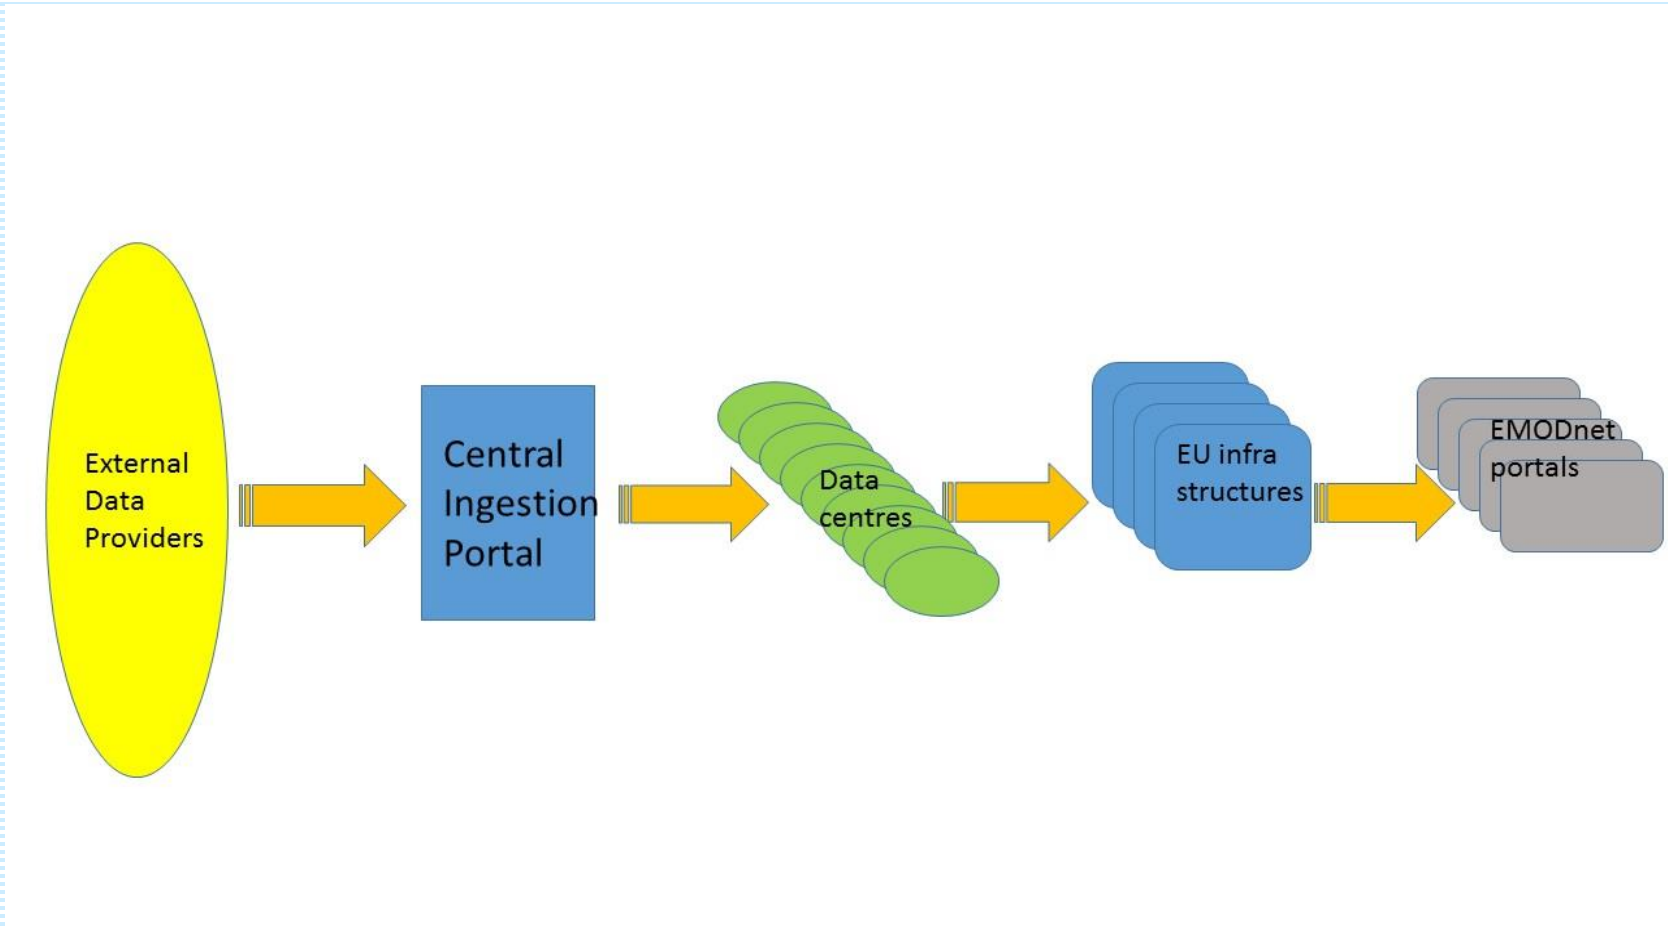 External
Data
Providers
Central
Ingestion
Portal
Data
centres
EU infra
structures
EMODnet
portals